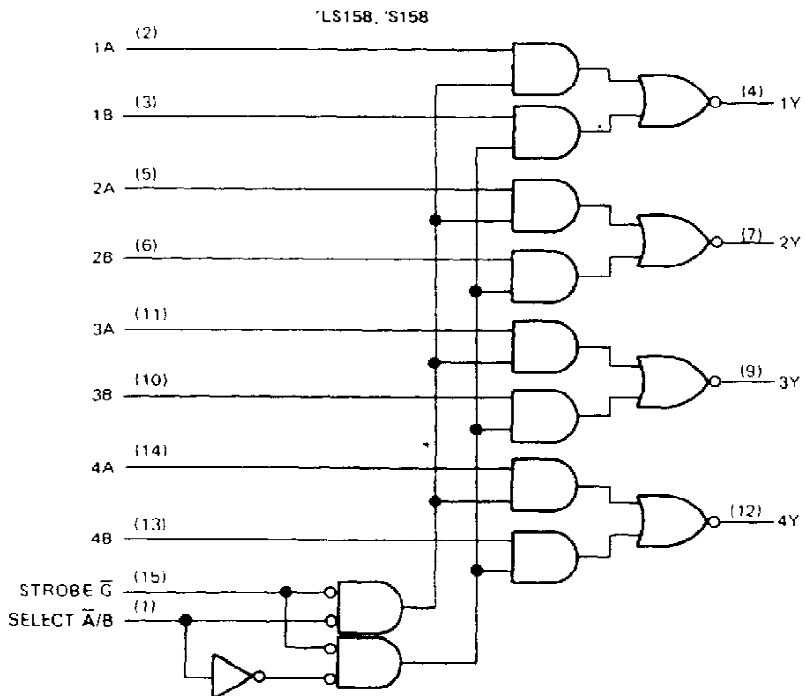 'LS158, 'S158
1A (2)
(4) 1Y
1B (3)
2A (5)
(7) 2Y
2B (6)
3A (11)
(9) 3Y
3B (10)
4A (14)
(12) 4Y
4B (13)
STROBE G̅ (15)
SELECT A̅/B (1)